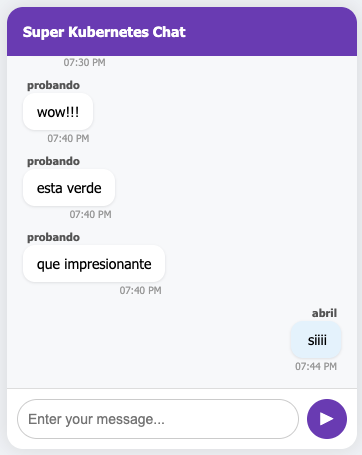 Super Kubernetes Chat
07:30 PM
probando
wow!!!
07:40 PM
probando
esta verde
07:40 PM
probando
que impresionante
07:40 PM
abril
siiii
07:44 PM
Enter your message...